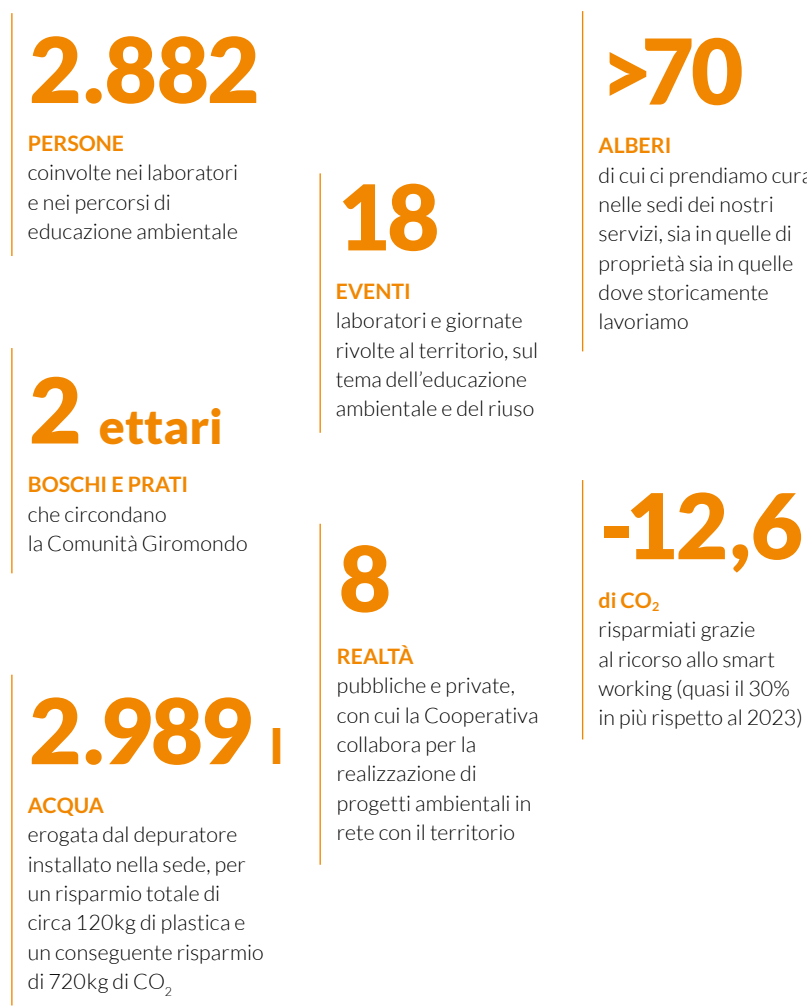 2.882
PERSONE
coinvolte nei laboratori
e nei percorsi di
educazione ambientale
2 ettari
BOSCHI E PRATI
che circondano
la Comunità Giromondo
2.989 l
ACQUA
erogata dal depuratore
installato nella sede, per
un risparmio totale di
circa 120kg di plastica e
un conseguente risparmio
di 720kg di CO₂
18
EVENTI
laboratori e giornate
rivolte al territorio, sul
tema dell’educazione
ambientale e del riuso
8
REALTÀ
pubbliche e private,
con cui la Cooperativa
collabora per la
realizzazione di
progetti ambientali in
rete con il territorio
>70
ALBERI
di cui ci prendiamo cura
nelle sedi dei nostri
servizi, sia in quelle di
proprietà sia in quelle
dove storicamente
lavoriamo
-12,6
di CO₂
risparmiati grazie
al ricorso allo smart
working (quasi il 30%
in più rispetto al 2023)